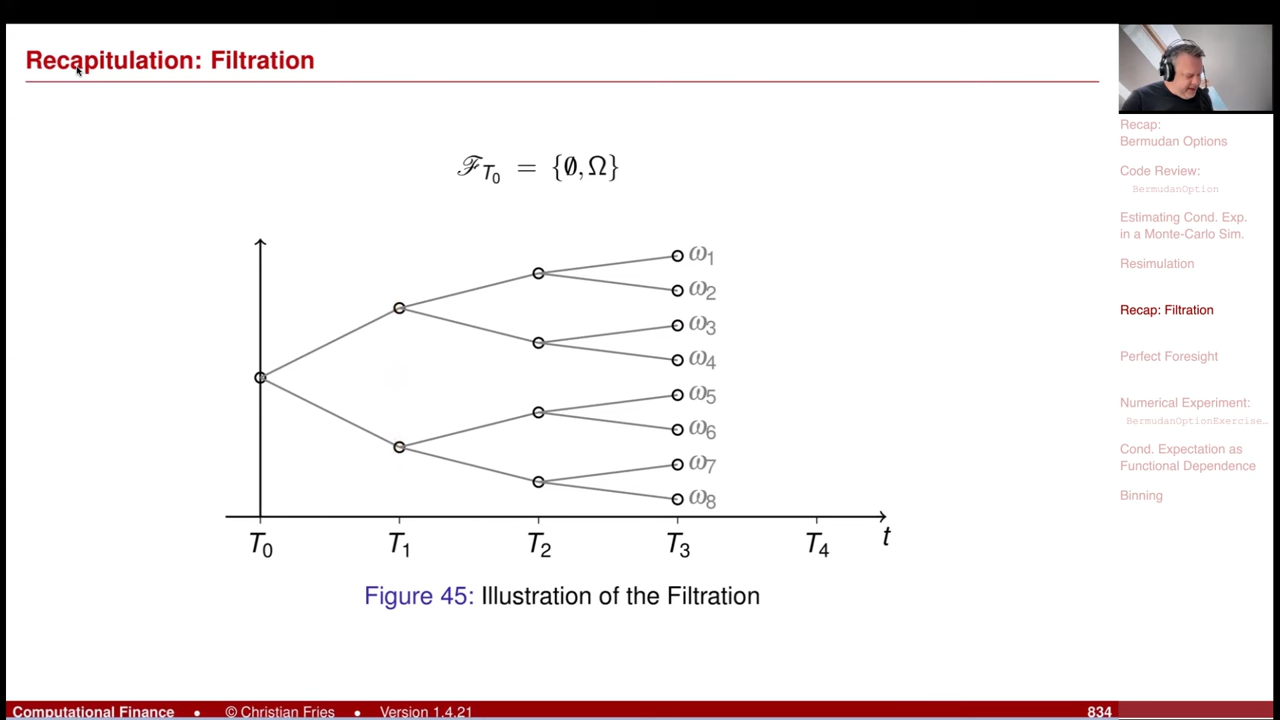 Recapitulation: Filtration
ℱ_T₀ = {∅, Ω}
ω₁
ω₂
ω₃
ω₄
ω₅
ω₆
ω₇
ω₈
T₀ T₁ T₂ T₃ T₄ t
Figure 45: Illustration of the Filtration
Recap:
Bermudan Options
Code Review:
BermudanOption
Estimating Cond. Exp.
in a Monte-Carlo Sim.
Resimulation
Recap: Filtration
Perfect Foresight
Numerical Experiment:
BermudanOptionExercise…
Cond. Expectation as
Functional Dependence
Binning
Computational Finance • © Christian Fries • Version 1.4.21 834